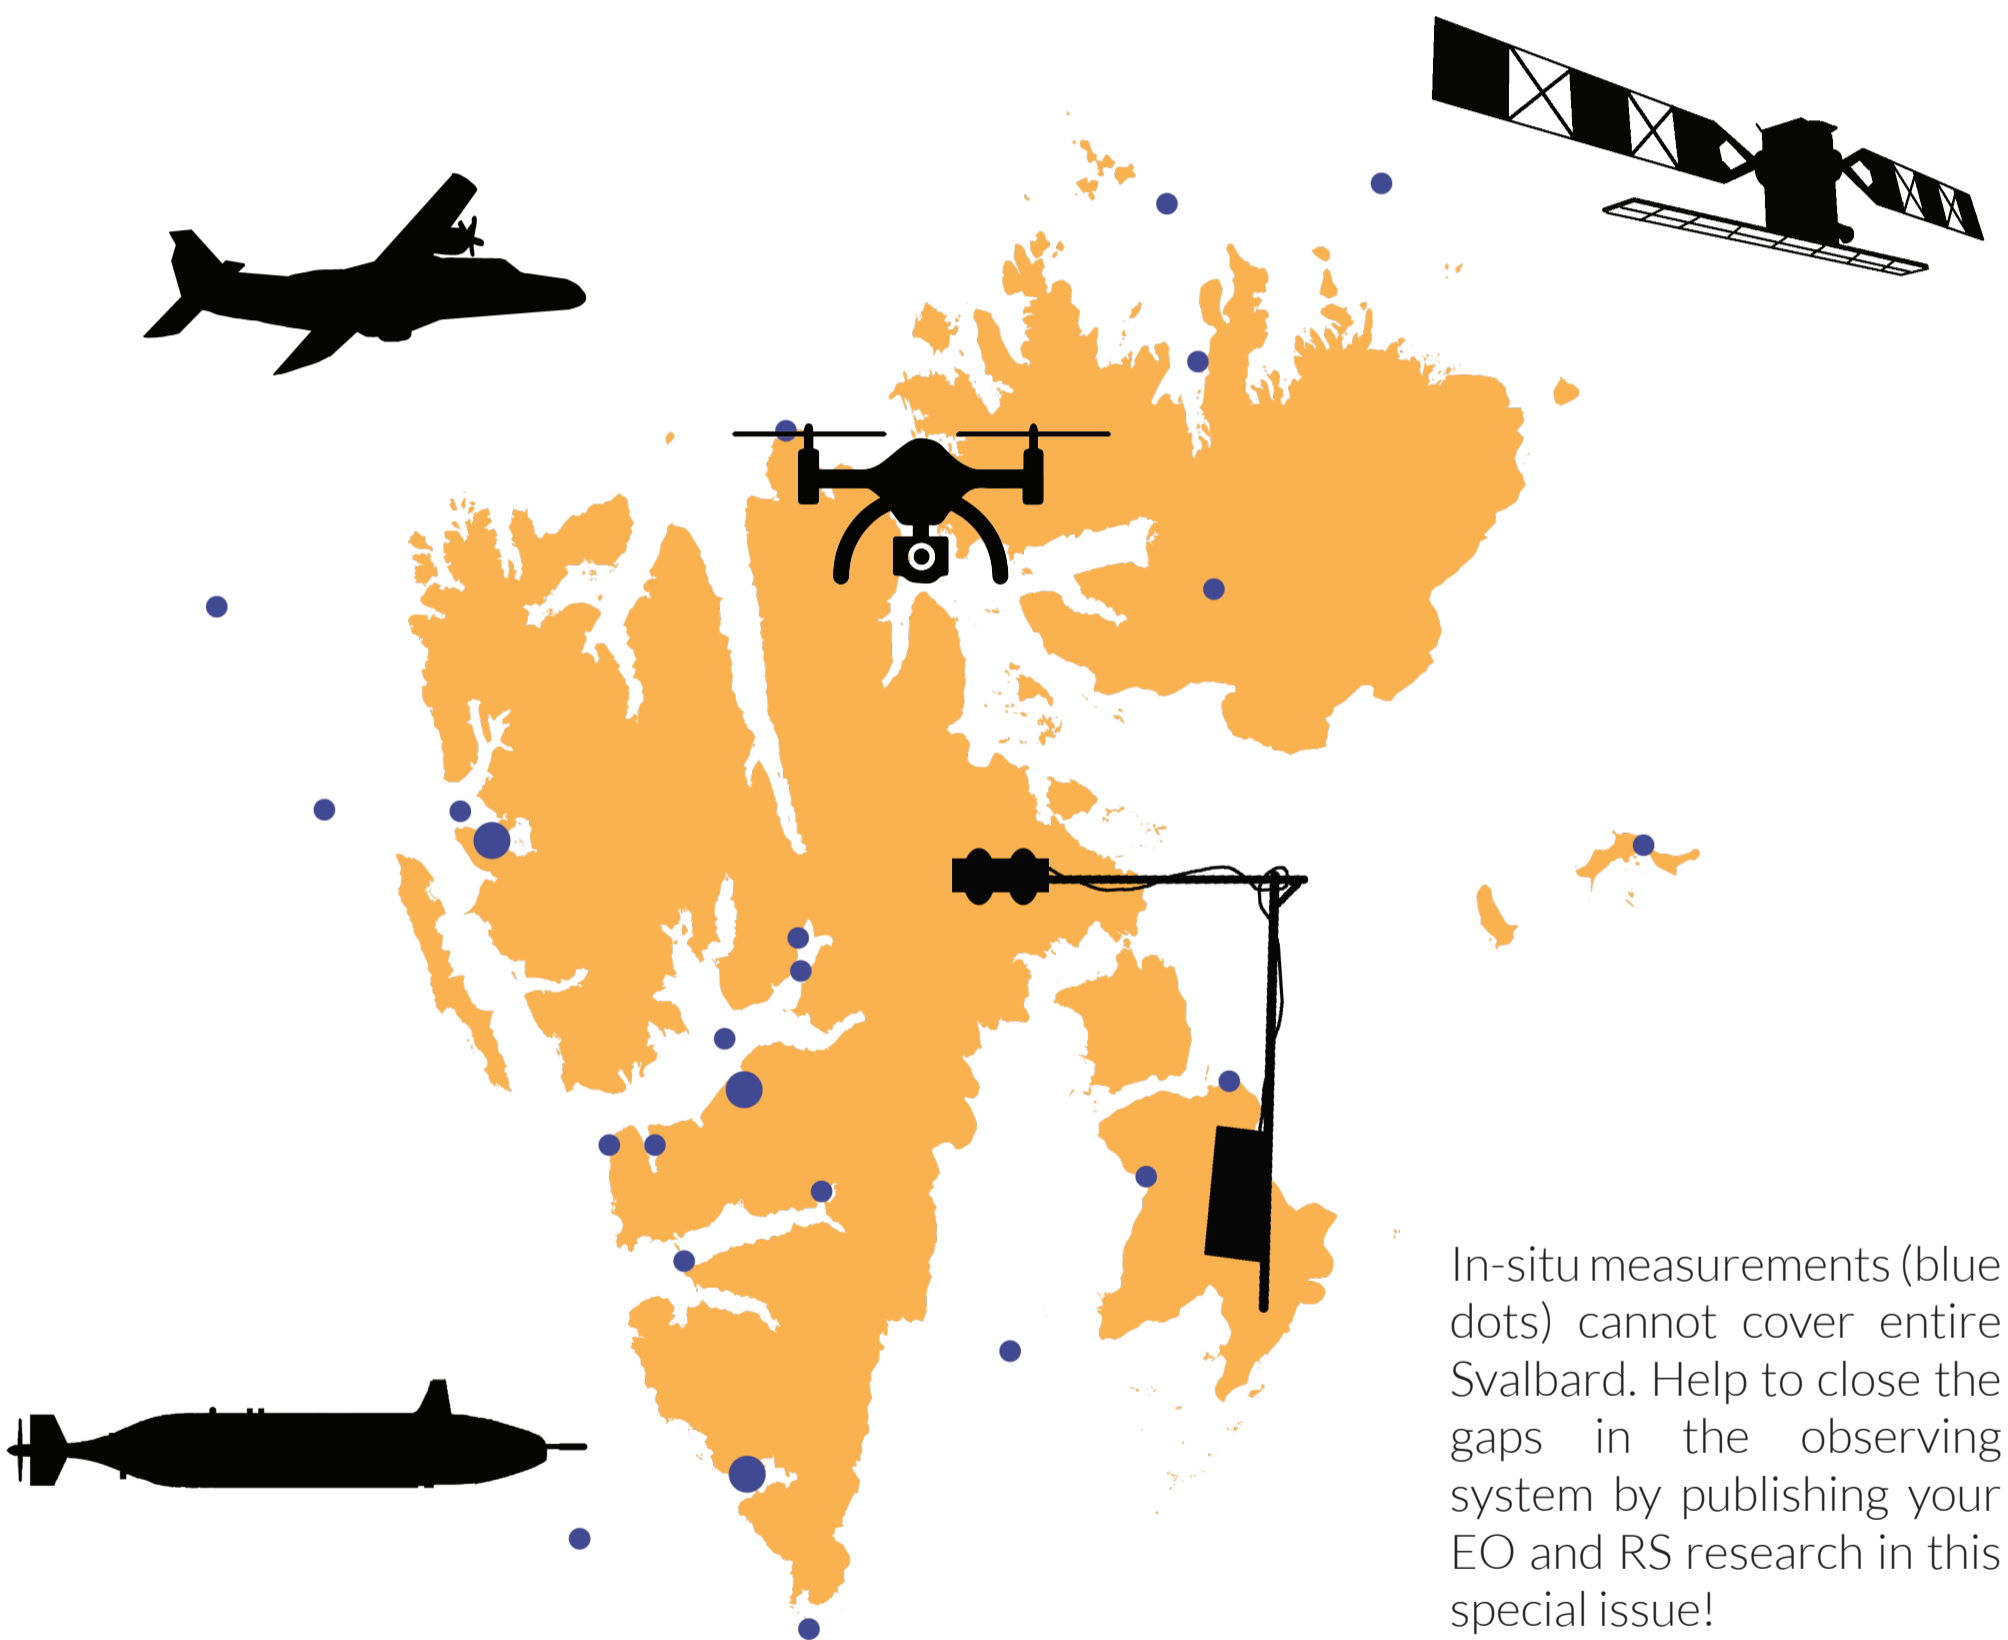 In-situ measurements (blue
dots) cannot cover entire
Svalbard. Help to close the
gaps in the observing
system by publishing your
EO and RS research in this
special issue!